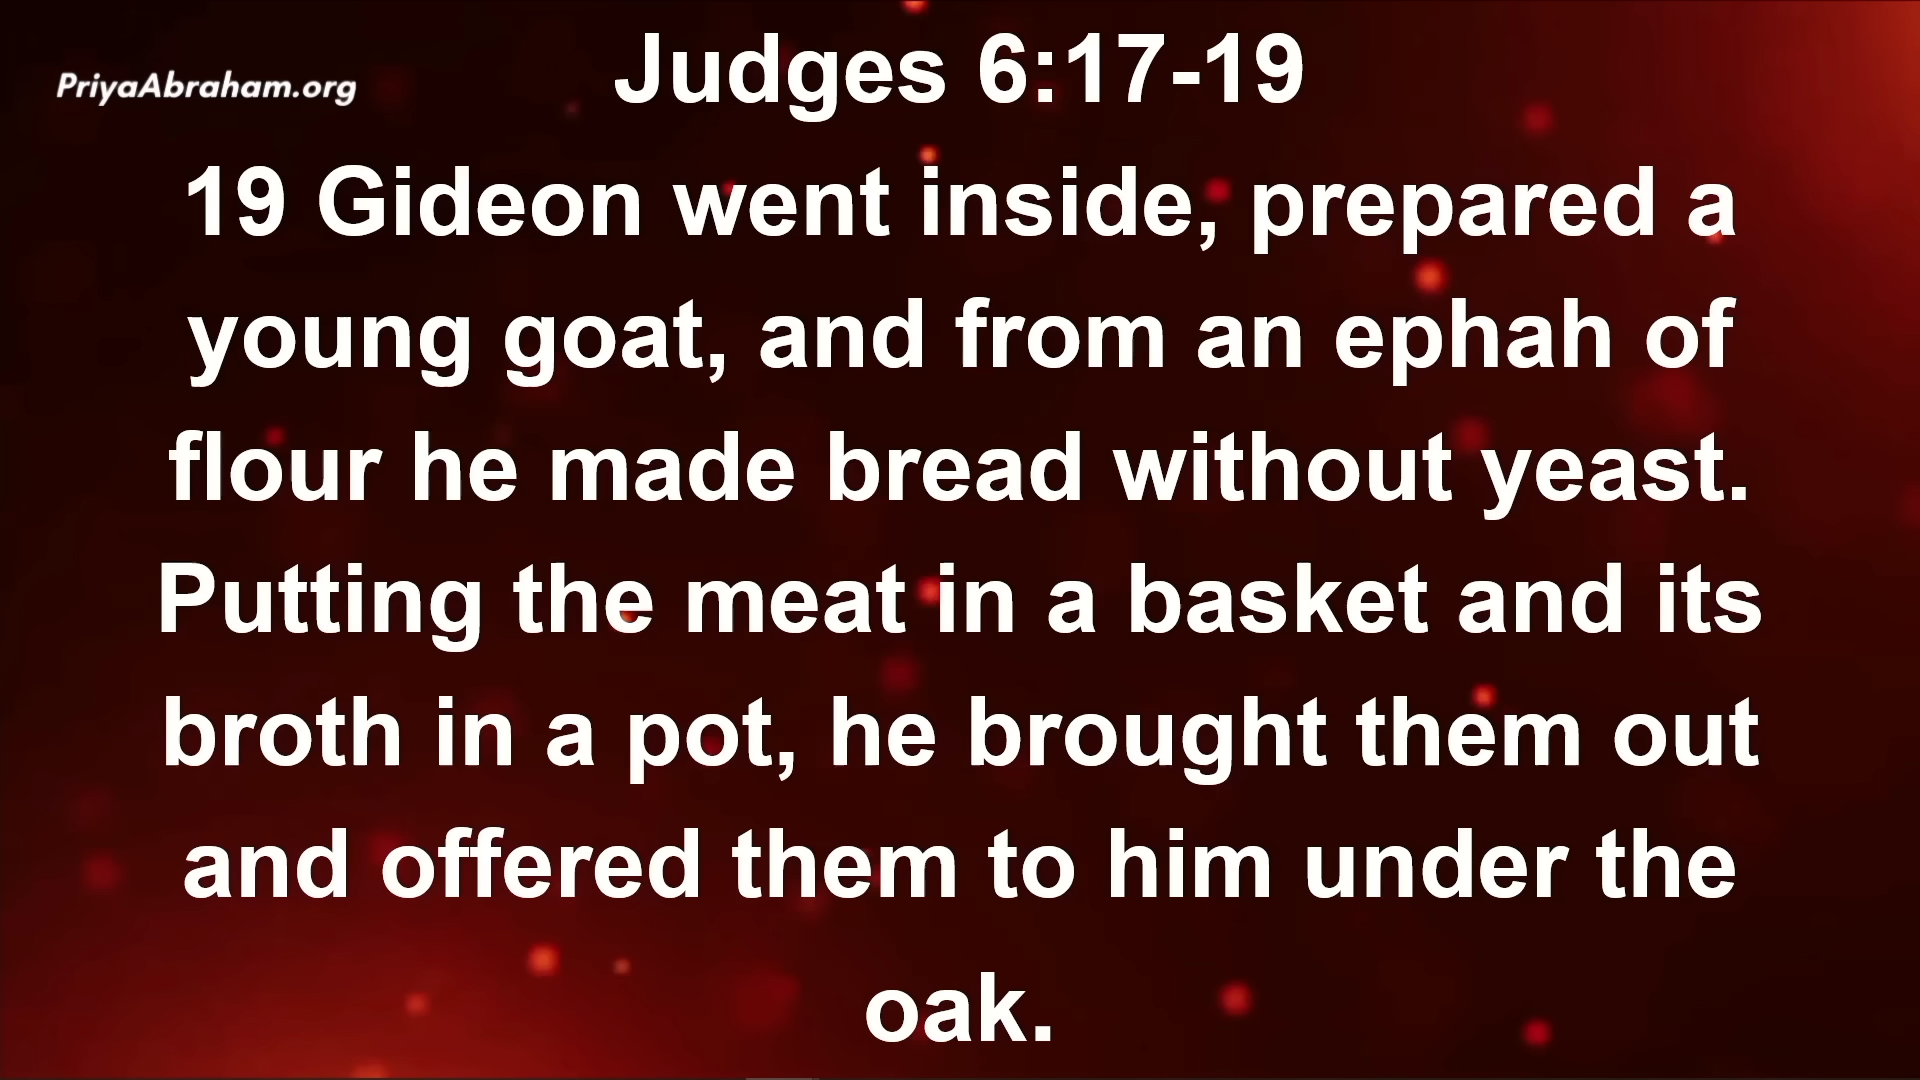 PriyaAbraham.org
Judges 6:17-19
19 Gideon went inside, prepared a
young goat, and from an ephah of
flour he made bread without yeast.
Putting the meat in a basket and its
broth in a pot, he brought them out
and offered them to him under the
oak.